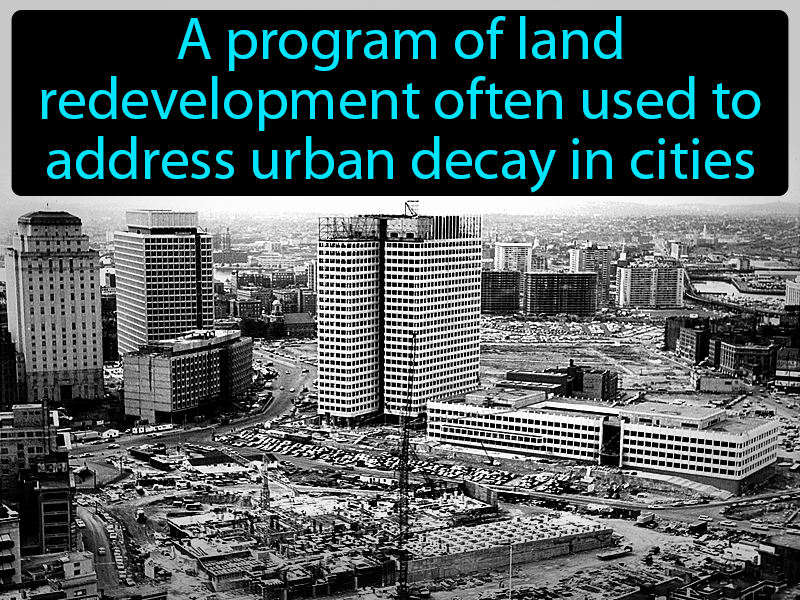 A program of land
redevelopment often used to
address urban decay in cities